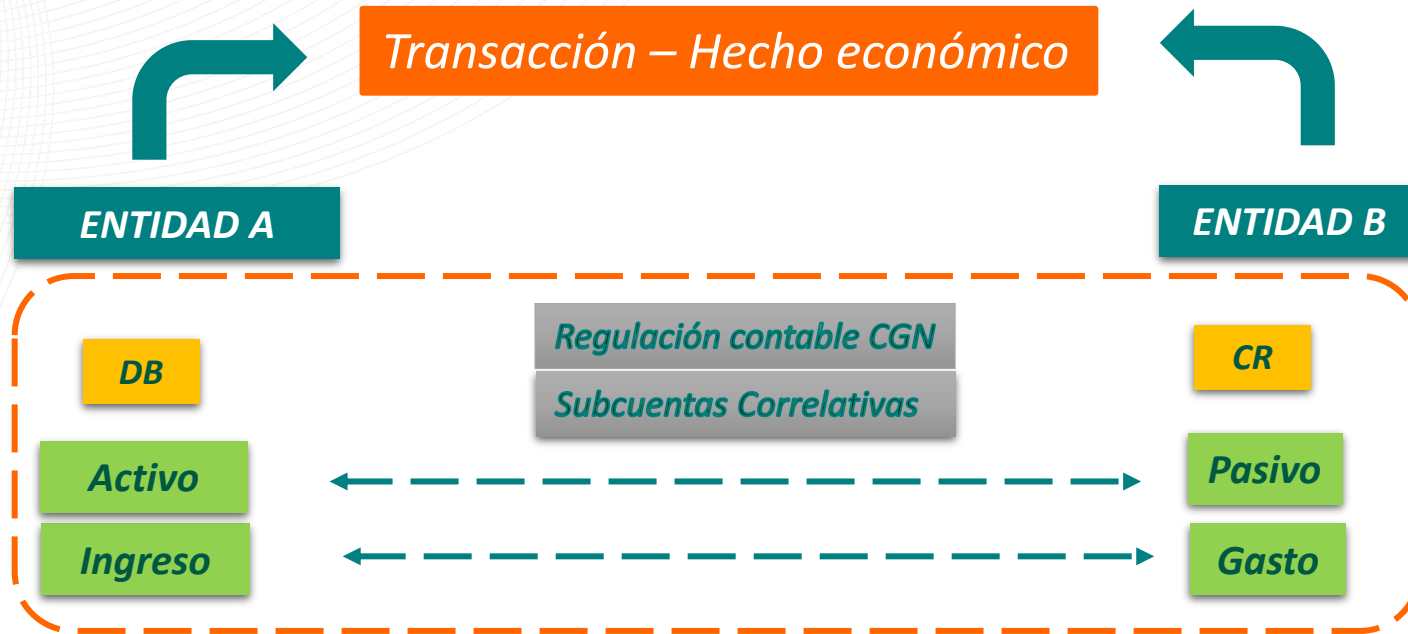 Transacción – Hecho económico
ENTIDAD A
ENTIDAD B
Regulación contable CGN
DB
CR
Subcuentas Correlativas
Activo
Pasivo
Ingreso
Gasto